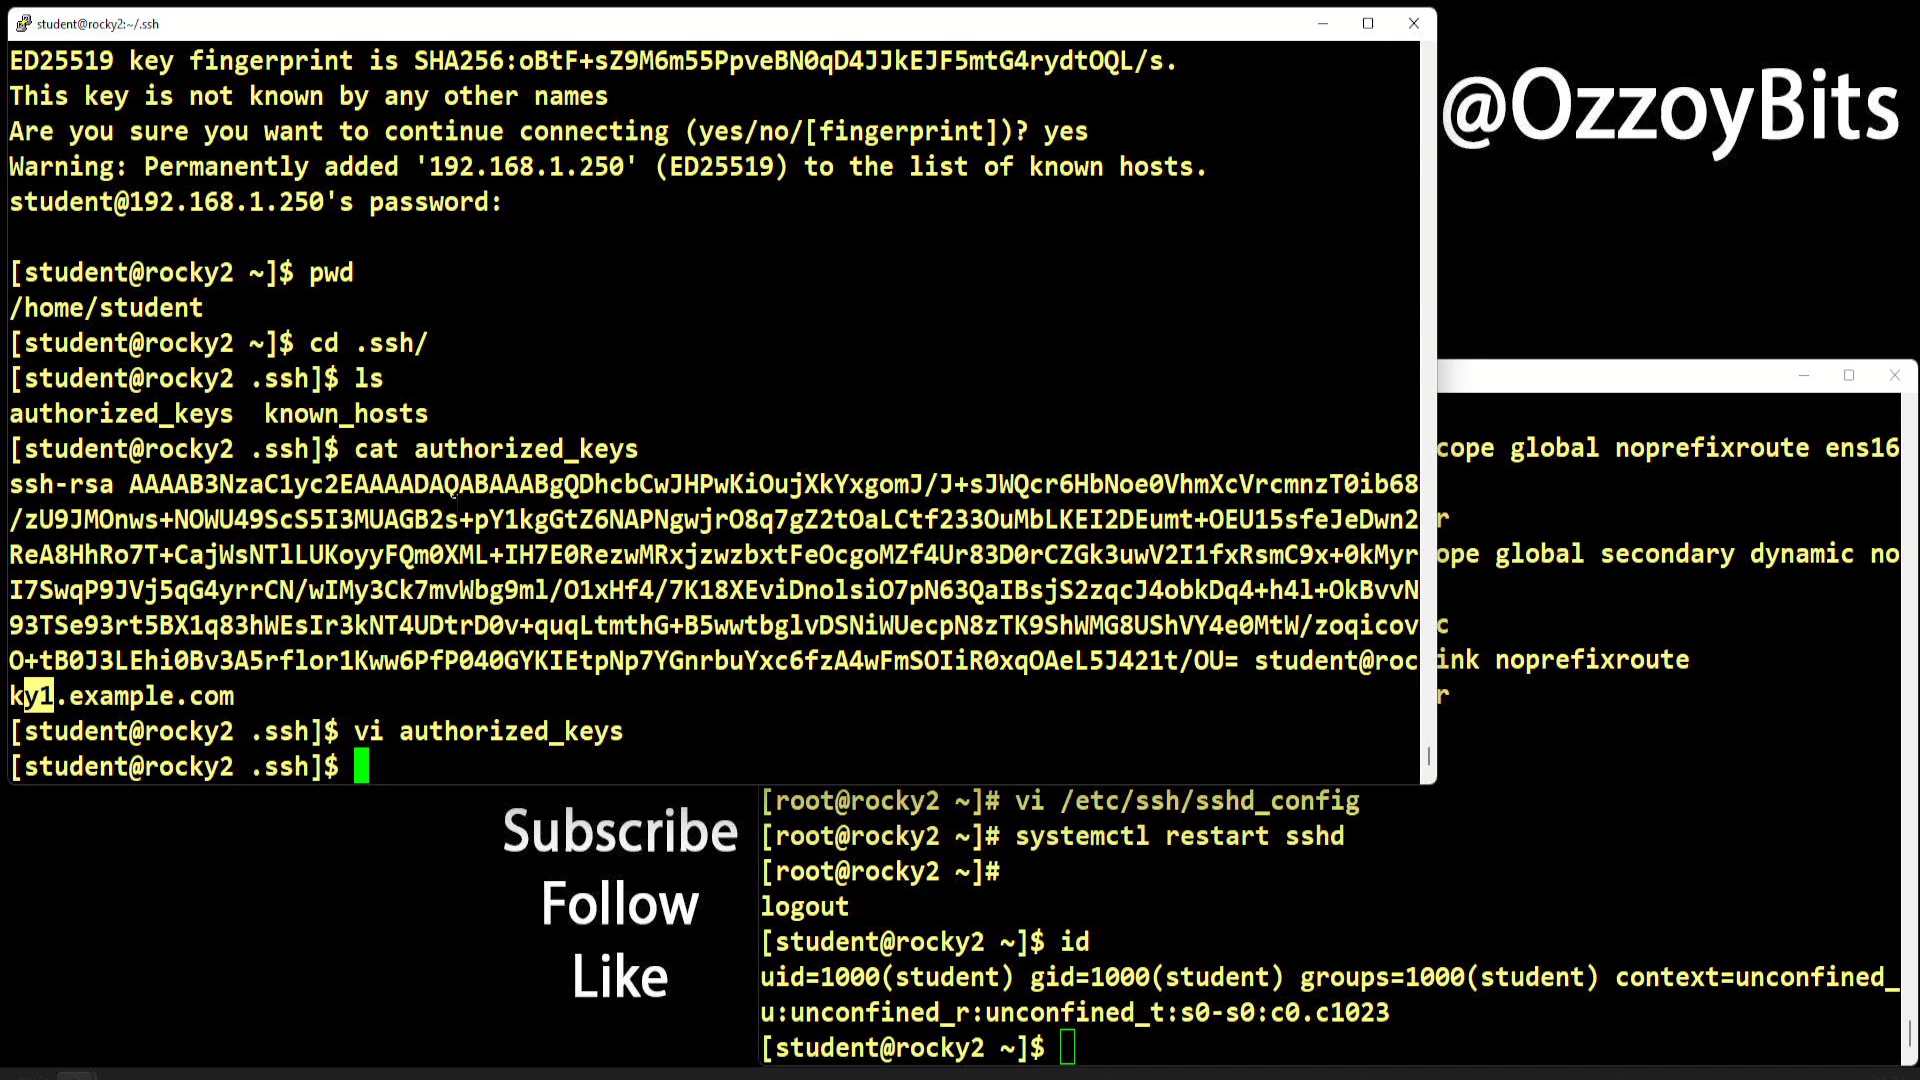 student@rocky2:~/.ssh
ED25519 key fingerprint is SHA256:oBtF+sZ9M6m55PpveBN0qD4JJkEJF5mtG4rydtOQL/s.
This key is not known by any other names
Are you sure you want to continue connecting (yes/no/[fingerprint])? yes
Warning: Permanently added '192.168.1.250' (ED25519) to the list of known hosts.
student@192.168.1.250's password:
[student@rocky2 ~]$ pwd
/home/student
[student@rocky2 ~]$ cd .ssh/
[student@rocky2 .ssh]$ ls
authorized_keys  known_hosts
[student@rocky2 .ssh]$ cat authorized_keys
ssh-rsa AAAAB3NzaC1yc2EAAAADAQABAAABgQDhcbCwJHPwKiOujXkYxgomJ/J+sJWQcr6HbNoe0VhmXcVrcmnzT0ib68
/zU9JMOnws+NOWU49ScS5I3MUAGB2s+pY1kgGtZ6NAPNgwjrO8q7gZ2tOaLCtf233OuMbLKEI2DEumt+OEU15sfeJeDwn2
ReA8HhRo7T+CajWsNTlLUKoyyFQm0XML+IH7E0RezwMRxjzwzbxtFeOcgoMZf4Ur83D0rCZGk3uwV2I1fxRsmC9x+0kMyr
I7SwqP9JVj5qG4yrrCN/wIMy3Ck7mvWbg9ml/O1xHf4/7K18XEviDnolsiO7pN63QaIBsjS2zqcJ4obkDq4+h4l+OkBvvN
93TSe93rt5BX1q83hWEsIr3kNT4UDtrD0v+quqLtmthG+B5wwtbglvDSNiWUecpN8zTK9ShWMG8UShVY4e0MtW/zoqicov
O+tB0J3LEhi0Bv3A5rflor1Kww6PfP040GYKIEtpNp7YGnrbuYxc6fzA4wFmSOIiR0xqOAeL5J421t/OU= student@roc
ky1.example.com
[student@rocky2 .ssh]$ vi authorized_keys
[student@rocky2 .ssh]$
@OzzoyBits
cope global noprefixroute ens16
r
ope global secondary dynamic no
c
ink noprefixroute
r
[root@rocky2 ~]# vi /etc/ssh/sshd_config
[root@rocky2 ~]# systemctl restart sshd
[root@rocky2 ~]#
logout
[student@rocky2 ~]$ id
uid=1000(student) gid=1000(student) groups=1000(student) context=unconfined_
u:unconfined_r:unconfined_t:s0-s0:c0.c1023
[student@rocky2 ~]$
Subscribe
Follow
Like